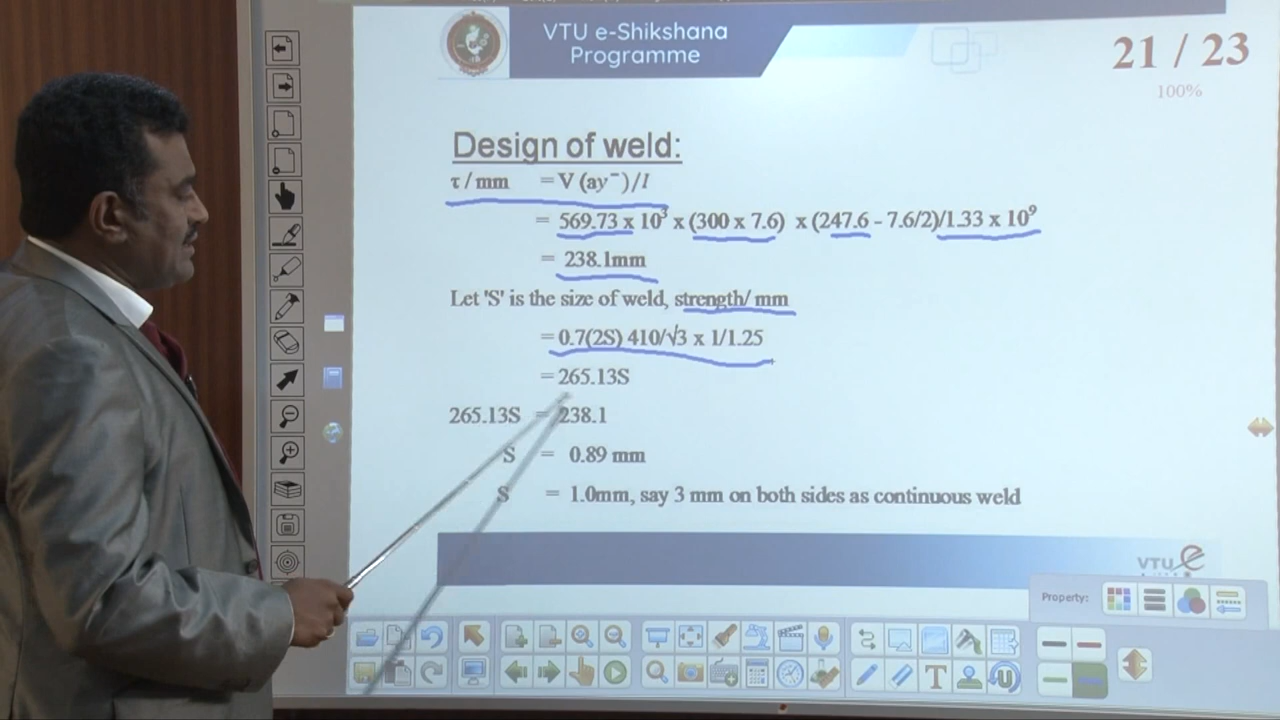 VTU e-Shikshana
Programme
21 / 23
100%
Design of weld:
τ / mm = V (ay⁻) / I
= 569.73 x 10³ x (300 x 7.6) x (247.6 – 7.6/2)/1.33 x 10⁹
= 238.1mm
Let 'S' is the size of weld, strength/ mm
= 0.7(2S) 410/√3 x 1/1.25
= 265.13S
265.13S = 238.1
S = 0.89 mm
S = 1.0mm, say 3 mm on both sides as continuous weld
VTU e
Property:
T